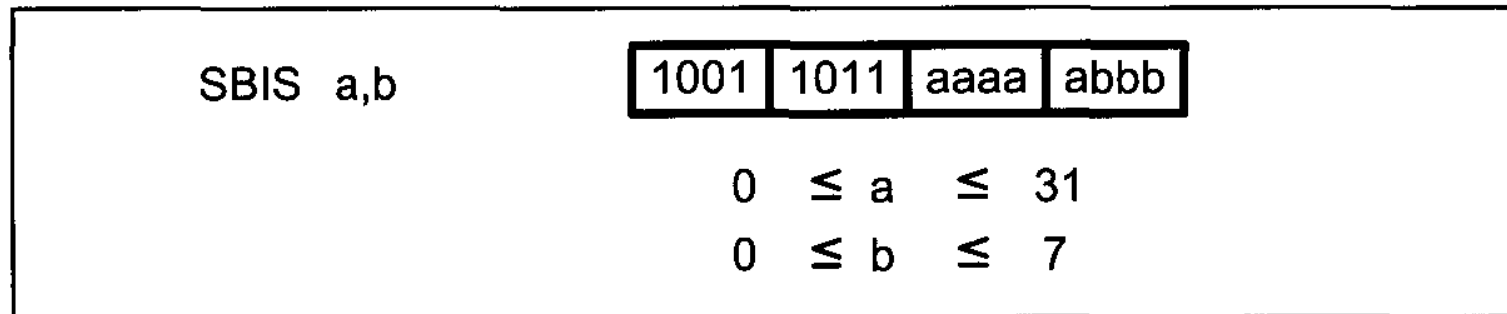 SBIS a,b 1001 1011 aaaa abbb
0 ≤ a ≤ 31
0 ≤ b ≤ 7